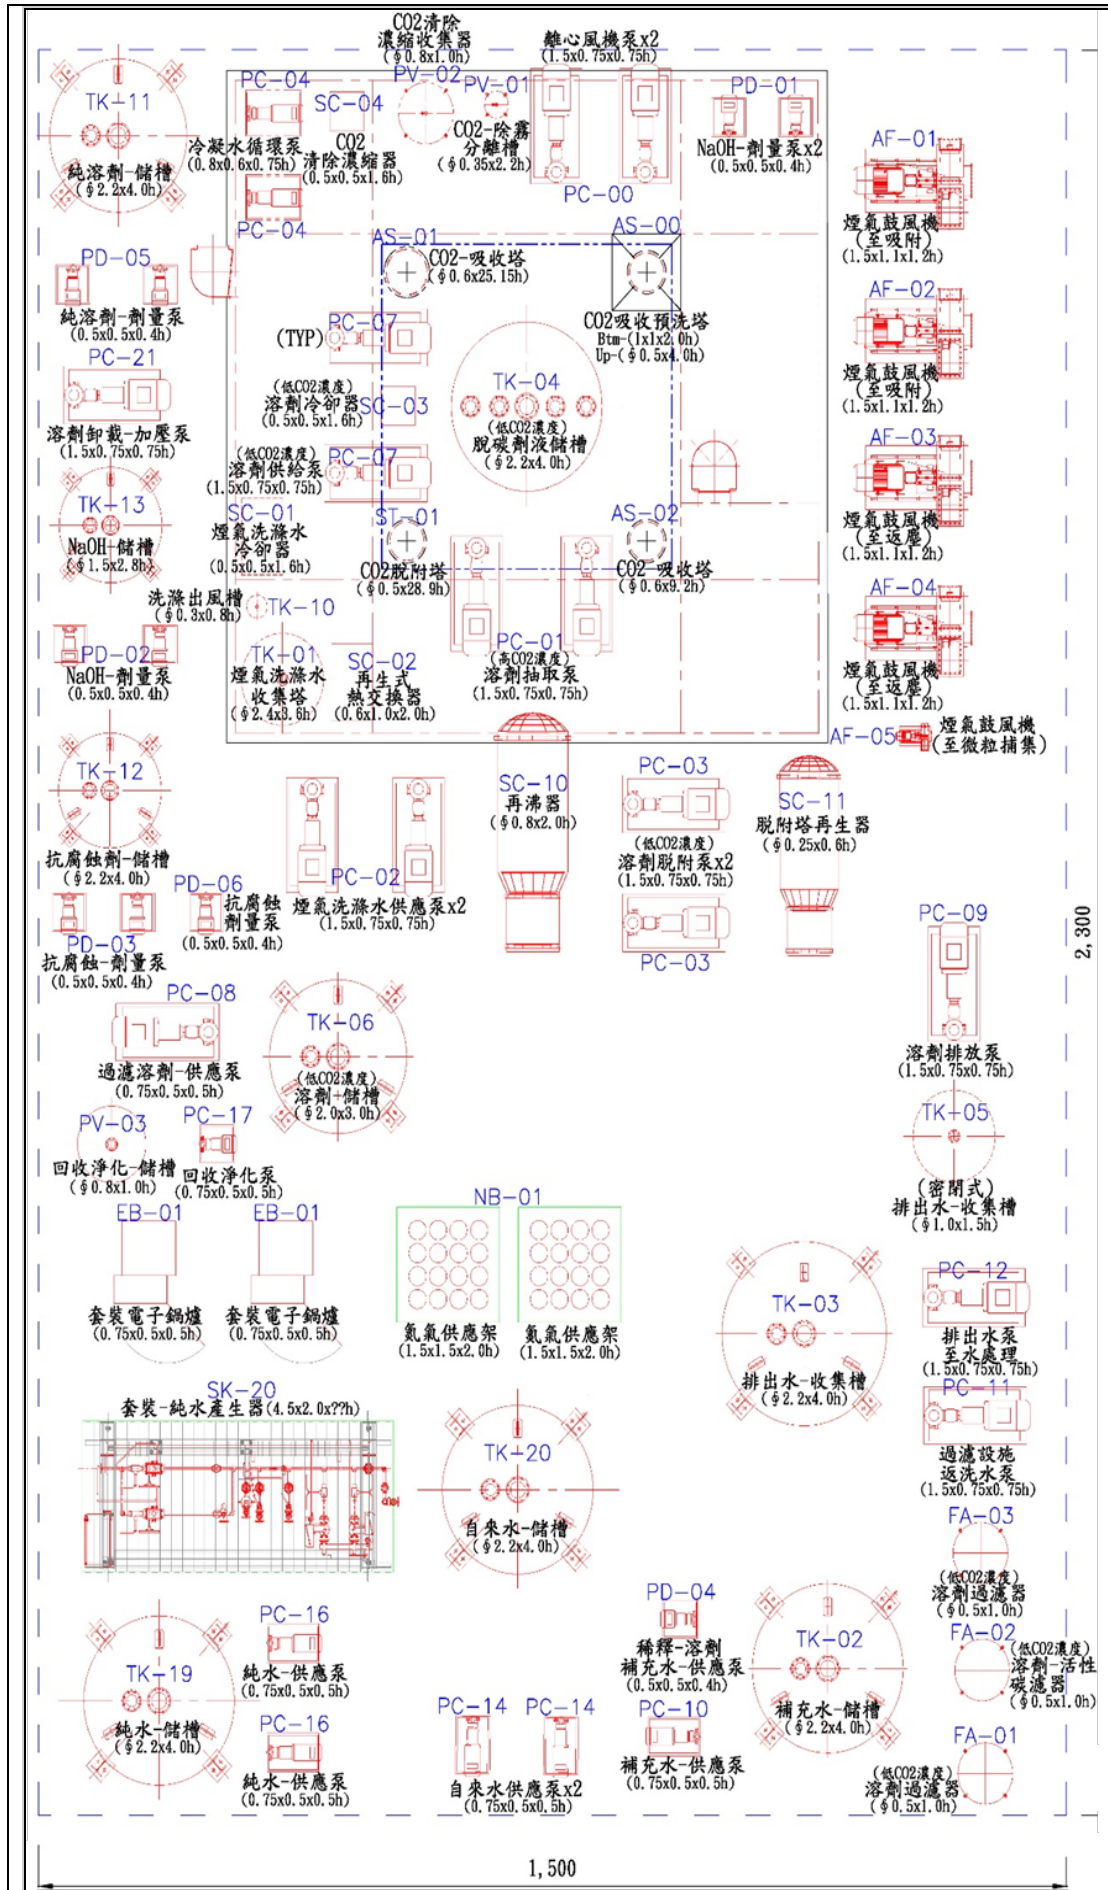 CO2清除
濃縮收集器
(ϕ0.8x1.0h)
PV-02
PV-01
CO2-除霧
分離槽
(ϕ0.35x2.2h)
離心風機泵x2
(1.5x0.75x0.75h)
PC-00
PD-01
NaOH-劑量泵x2
(0.5x0.5x0.4h)
TK-11
純溶劑-儲槽
(ϕ2.2x4.0h)
PC-04
冷凝水循環泵
(0.8x0.6x0.75h)
PC-04
SC-04
CO2
清除濃縮器
(0.5x0.5x1.6h)
AF-01
煙氣鼓風機
(至吸附)
(1.5x1.1x1.2h)
PD-05
純溶劑-劑量泵
(0.5x0.5x0.4h)
AS-01
CO2-吸收塔
(ϕ0.6x25.15h)
AS-00
CO2吸收預洗塔
Btm-(1x1x2.0h)
Up-(ϕ0.5x4.0h)
AF-02
煙氣鼓風機
(至吸附)
(1.5x1.1x1.2h)
PC-21
溶劑卸載-加壓泵
(1.5x0.75x0.75h)
(TYP)
PC-07
(低CO2濃度)
溶劑冷卻器
(0.5x0.5x1.6h)
SC-03
TK-04
(低CO2濃度)
脫碳劑液儲槽
(ϕ2.2x4.0h)
(低CO2濃度)
溶劑供給泵
(1.5x0.75x0.75h)
PC-07
AF-03
煙氣鼓風機
(至返塵)
(1.5x1.1x1.2h)
TK-13
NaOH-儲槽
(ϕ1.5x2.8h)
SC-01
煙氣洗滌水
冷卻器
(0.5x0.5x1.6h)
ST-01
CO2脫附塔
(ϕ0.5x28.9h)
AS-02
CO2 吸收塔
(ϕ0.6x9.2h)
洗滌出風槽
(ϕ0.3x0.8h)
TK-10
PD-02
NaOH-劑量泵
(0.5x0.5x0.4h)
TK-01
煙氣洗滌水
收集塔
(ϕ2.4x3.6h)
SC-02
再生式
熱交換器
(0.6x1.0x2.0h)
PC-01
(高CO2濃度)
溶劑抽取泵
(1.5x0.75x0.75h)
AF-04
煙氣鼓風機
(至返塵)
(1.5x1.1x1.2h)
AF-05
煙氣鼓風機
(至微粒捕集)
TK-12
抗腐蝕劑-儲槽
(ϕ2.2x4.0h)
PC-02
煙氣洗滌水供應泵x2
(1.5x0.75x0.75h)
SC-10
再沸器
(ϕ0.8x2.0h)
PC-03
(低CO2濃度)
溶劑脫附泵x2
(1.5x0.75x0.75h)
PC-03
SC-11
脫附塔再生器
(ϕ0.25x0.6h)
PD-06
抗腐蝕
劑量泵
(0.5x0.5x0.4h)
PD-03
抗腐蝕-劑量泵
(0.5x0.5x0.4h)
PC-09
溶劑排放泵
(1.5x0.75x0.75h)
2,300
PC-08
過濾溶劑-供應泵
(0.75x0.5x0.5h)
TK-06
(低CO2濃度)
溶劑-儲槽
(ϕ2.0x3.0h)
PV-03
回收淨化-儲槽
(ϕ0.8x1.0h)
PC-17
回收淨化泵
(0.75x0.5x0.5h)
TK-05
(密閉式)
排出水-收集槽
(ϕ1.0x1.5h)
EB-01
套裝電子鍋爐
(0.75x0.5x0.5h)
EB-01
套裝電子鍋爐
(0.75x0.5x0.5h)
NB-01
氮氣供應架
(1.5x1.5x2.0h)
氮氣供應架
(1.5x1.5x2.0h)
TK-03
排出水-收集槽
(ϕ2.2x4.0h)
PC-12
排出水泵
至水處理
(1.5x0.75x0.75h)
PC-11
過濾設施
返洗水泵
(1.5x0.75x0.75h)
SK-20
套裝-純水產生器(4.5x2.0x??h)
TK-20
自來水-儲槽
(ϕ2.2x4.0h)
FA-03
(低CO2濃度)
溶劑過濾器
(ϕ0.5x1.0h)
TK-19
純水-儲槽
(ϕ2.2x4.0h)
PC-16
純水-供應泵
(0.75x0.5x0.5h)
PC-16
純水-供應泵
(0.75x0.5x0.5h)
PC-14
PC-14
自來水供應泵x2
(0.75x0.5x0.5h)
PD-04
稀釋-溶劑
補充水-供應泵
(0.5x0.5x0.4h)
PC-10
補充水-供應泵
(0.75x0.5x0.5h)
TK-02
補充水-儲槽
(ϕ2.2x4.0h)
FA-02
(低CO2濃度)
溶劑-活性
碳濾器
(ϕ0.5x1.0h)
FA-01
(低CO2濃度)
溶劑過濾器
(ϕ0.5x1.0h)
1,500